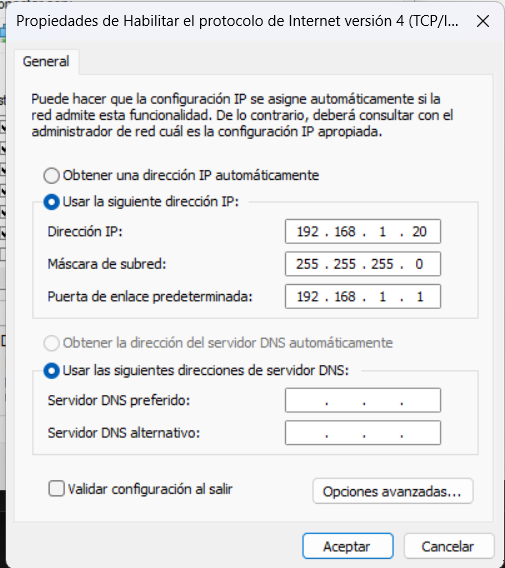 Propiedades de Habilitar el protocolo de Internet versión 4 (TCP/I...
General
Puede hacer que la configuración IP se asigne automáticamente si la
red admite esta funcionalidad. De lo contrario, deberá consultar con el
administrador de red cuál es la configuración IP apropiada.
Obtener una dirección IP automáticamente
Usar la siguiente dirección IP:
Dirección IP: 192 . 168 . 1 . 20
Máscara de subred: 255 . 255 . 255 . 0
Puerta de enlace predeterminada: 192 . 168 . 1 . 1
Obtener la dirección del servidor DNS automáticamente
Usar las siguientes direcciones de servidor DNS:
Servidor DNS preferido: . . .
Servidor DNS alternativo: . . .
Validar configuración al salir
Opciones avanzadas...
Aceptar Cancelar